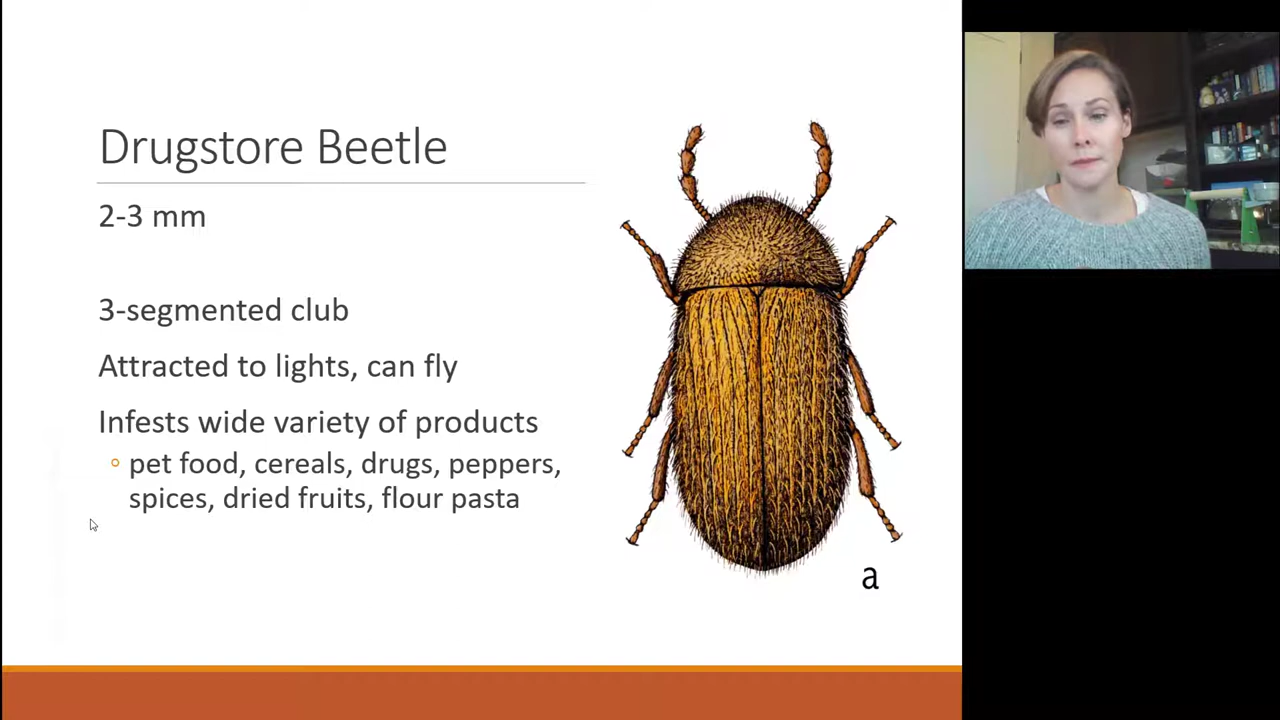 Drugstore Beetle
2-3 mm
3-segmented club
Attracted to lights, can fly
Infests wide variety of products
pet food, cereals, drugs, peppers,
spices, dried fruits, flour pasta
a